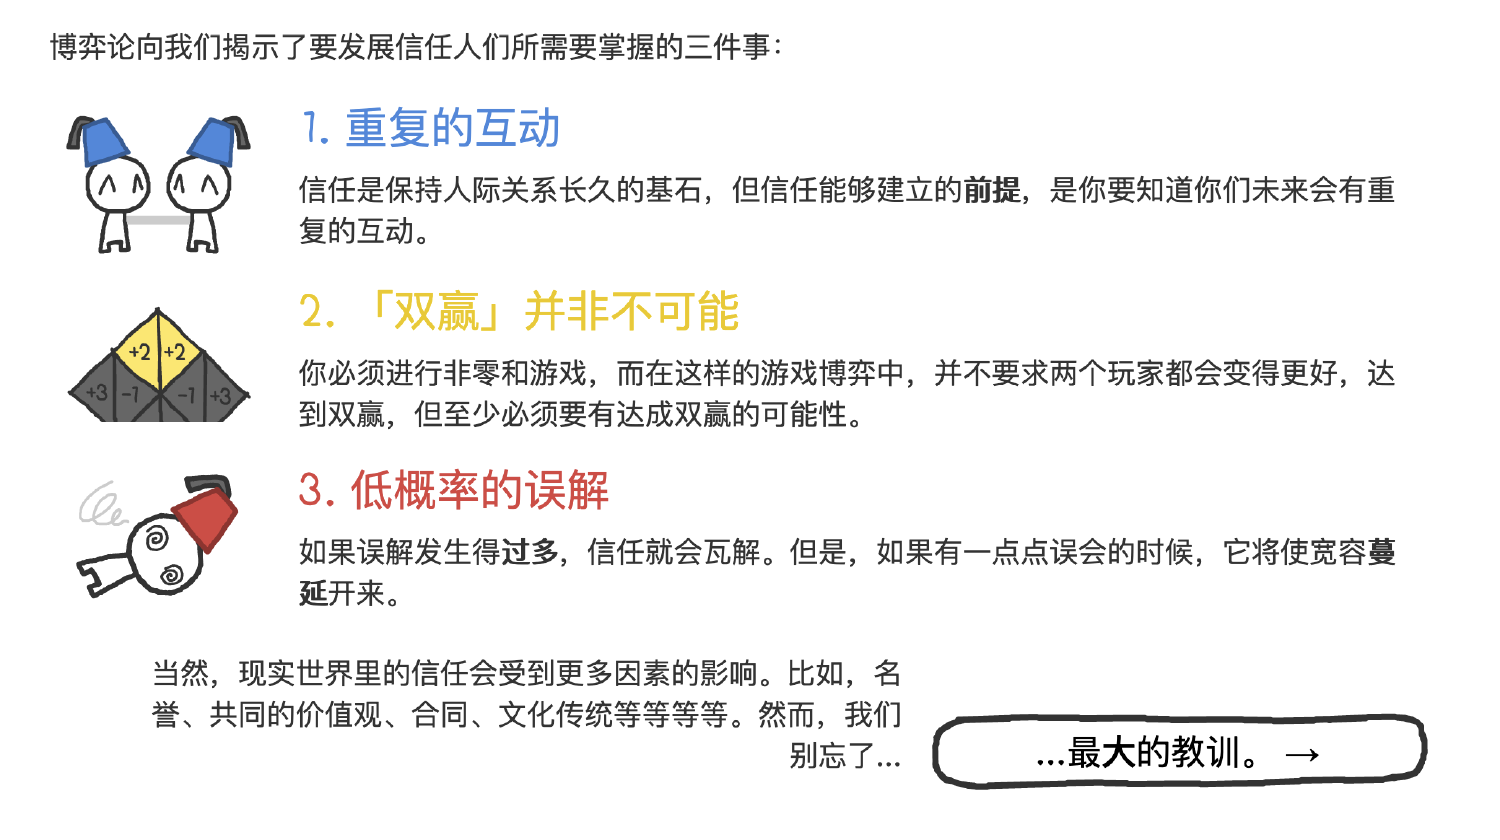 博弈论向我们揭示了要发展信任人们所需要掌握的三件事：
1. 重复的互动
信任是保持人际关系长久的基石，但信任能够建立的前提，是你要知道你们未来会有重
复的互动。
2. 「双赢」并非不可能
+2 +2
+3 -1 -1 +3
你必须进行非零和游戏，而在这样的游戏博弈中，并不要求两个玩家都会变得更好，达
到双赢，但至少必须要有达成双赢的可能性。
3. 低概率的误解
如果误解发生得过多，信任就会瓦解。但是，如果有一点点误会的时候，它将使宽容蔓
延开来。
当然，现实世界里的信任会受到更多因素的影响。比如，名
誉、共同的价值观、合同、文化传统等等等等。然而，我们
别忘了...
...最大的教训。 →